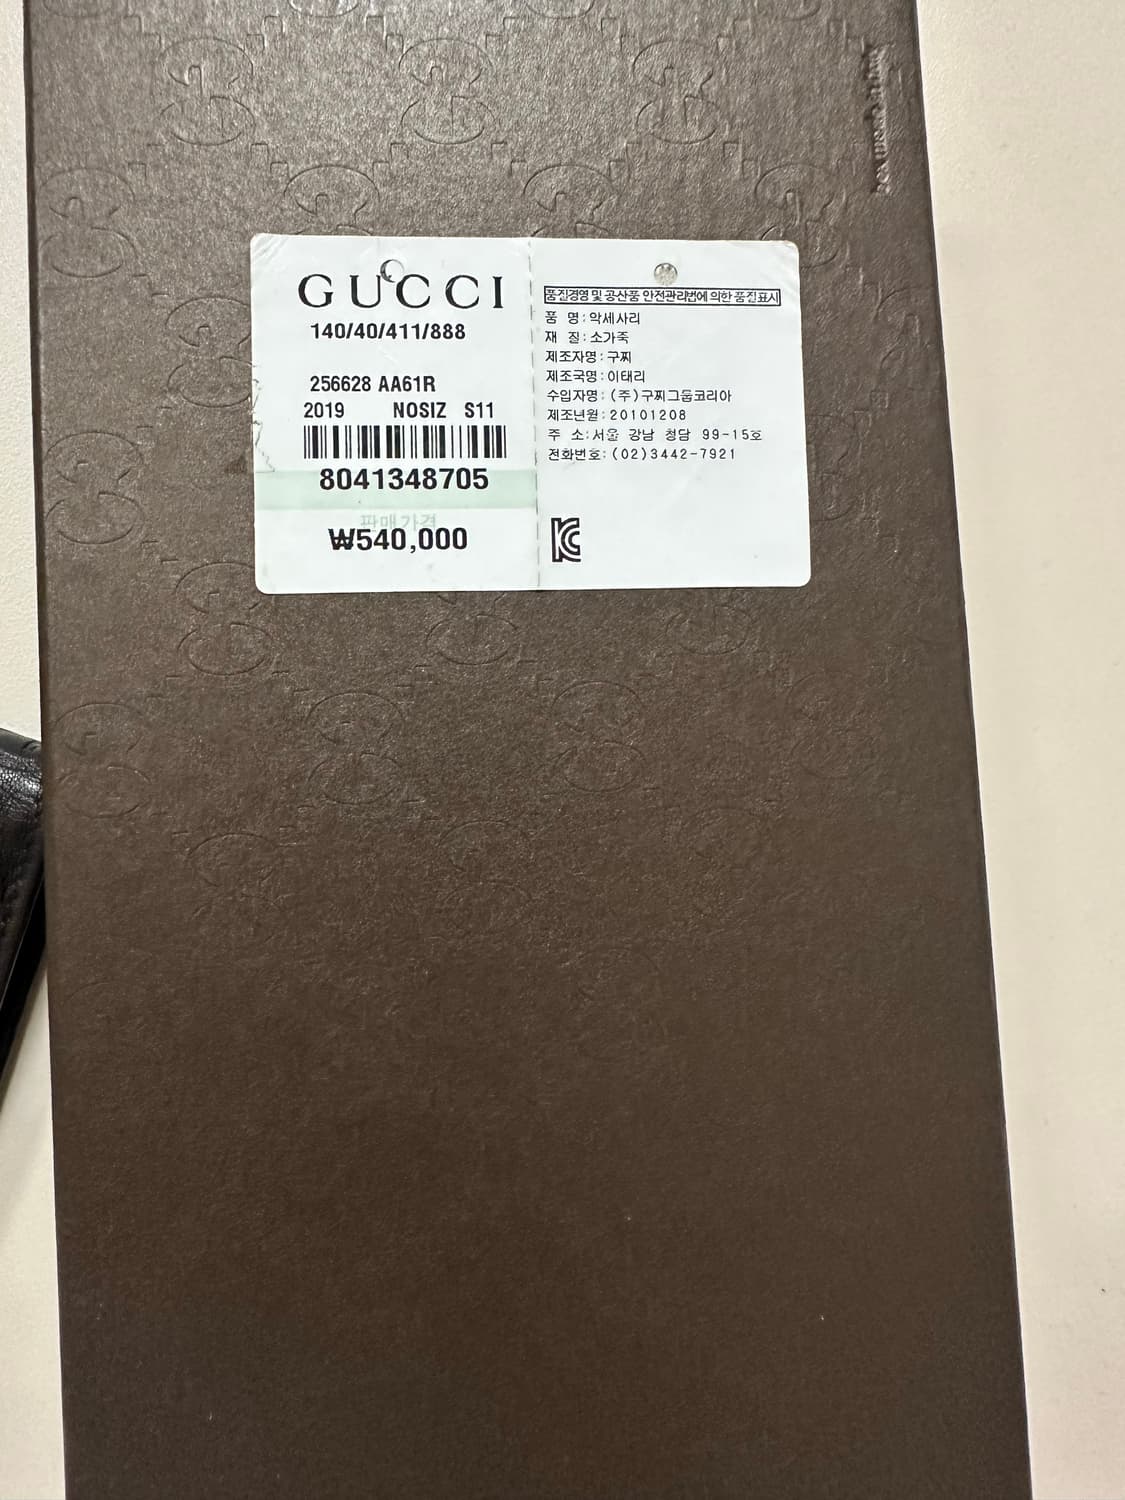 GUCCI
140/40/411/888
256628 AA61R
2019 NOSIZ S11
8041348705
판매가격
₩540,000
품질경영 및 공산품 안전관리법에 의한 품질표시
품 명:악세사리
재 질:소가죽
제조자명:구찌
제조국명:이태리
수입자명:(주)구찌그룹코리아
제조년월:20101208
주 소:서울 강남 청담 99-15호
전화번호:(02)3442-7921